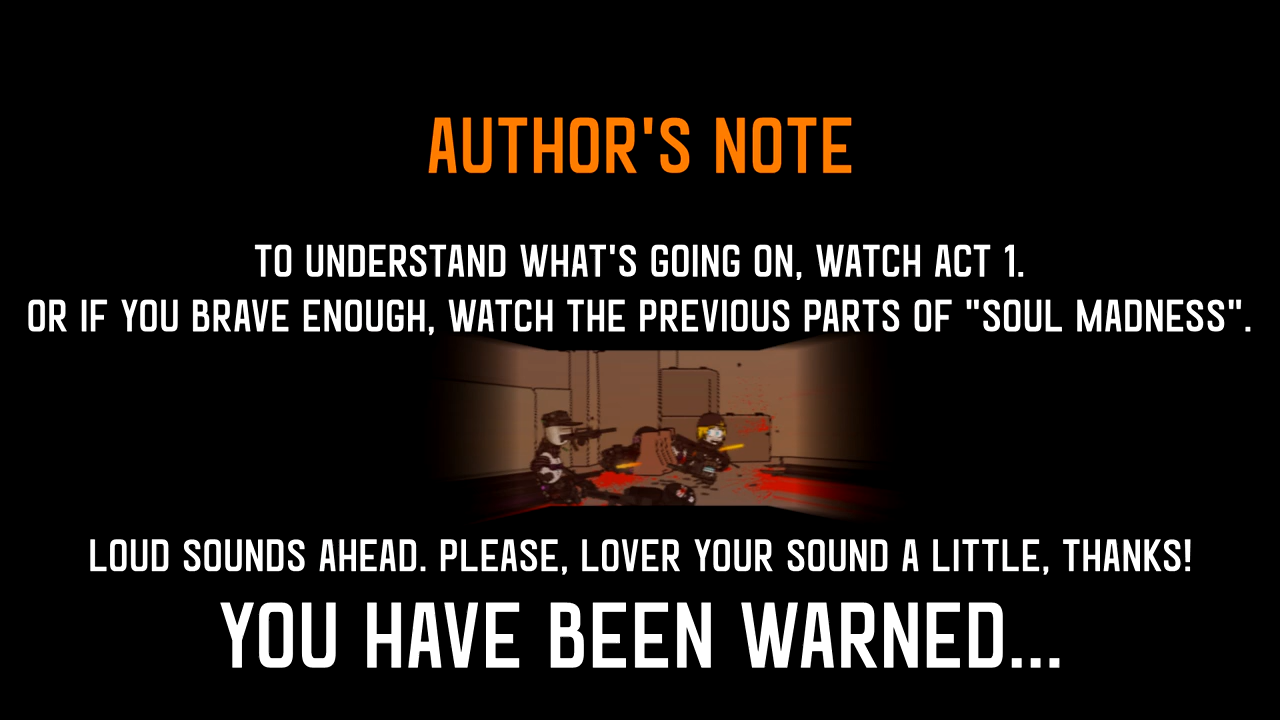 AUTHOR'S NOTE
TO UNDERSTAND WHAT'S GOING ON, WATCH ACT 1.
OR IF YOU BRAVE ENOUGH, WATCH THE PREVIOUS PARTS OF "SOUL MADNESS".
LOUD SOUNDS AHEAD. PLEASE, LOVER YOUR SOUND A LITTLE, THANKS!
YOU HAVE BEEN WARNED...